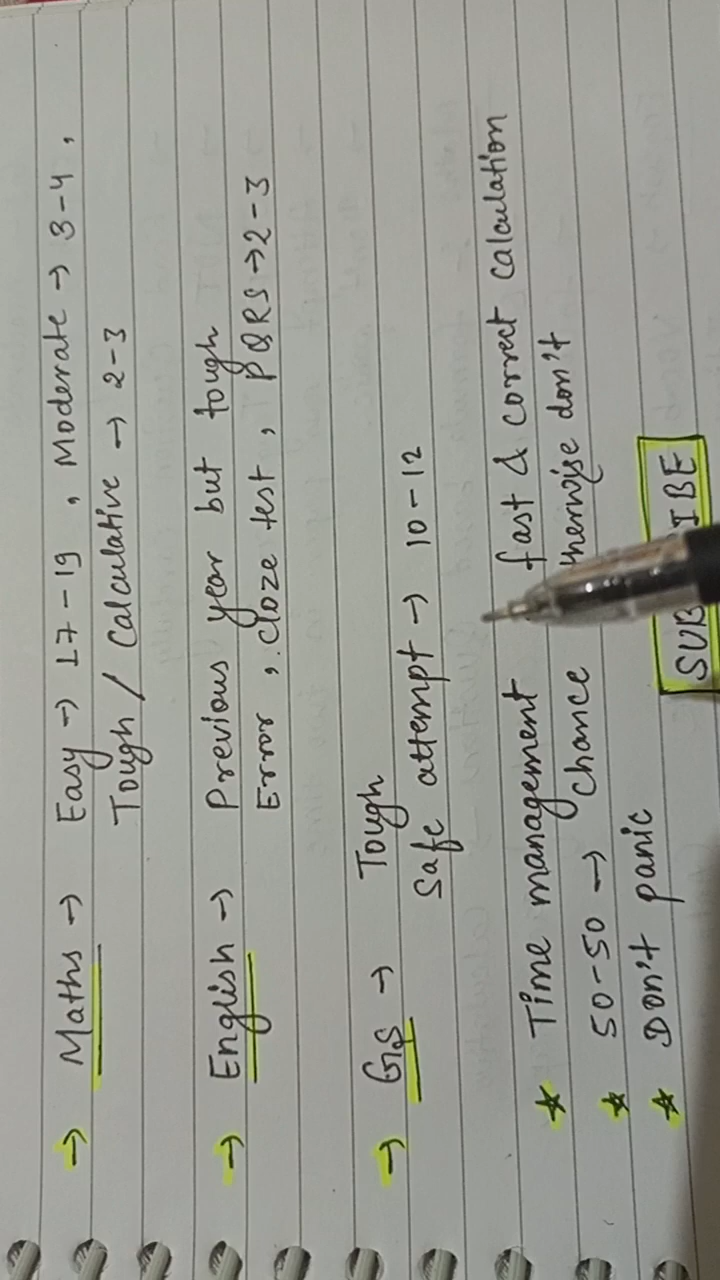 → Maths → Easy → 17-19 , Moderate → 3-4 ,
Tough / Calculative → 2-3
→ English → Previous year but tough
Error , Cloze test , PQRS → 2-3
→ GS → Tough
Safe attempt → 10-12
★ Time management fast & correct calculation
★ 50-50 → chance therwise don't
★ Don't panic
SUB IBE